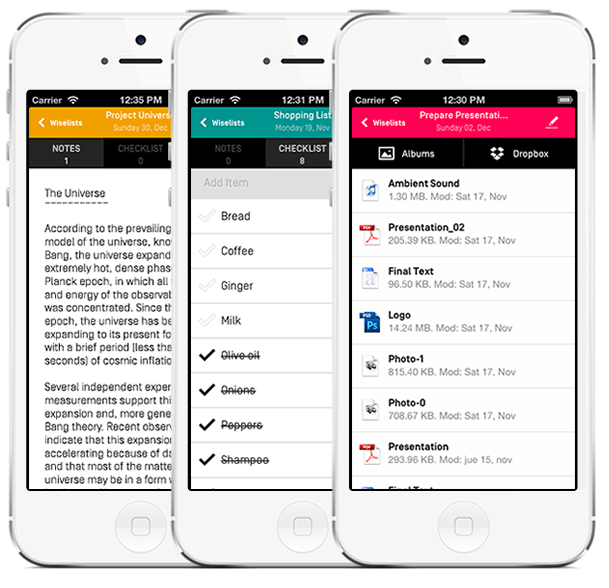 Carrier 12:35 PM
Wiselists
Project Univers
Sunday 30, Dec
NOTES
1
CHECKLIST
0
The Universe
-----------
According to the prevailing
model of the universe, kno
Bang, the universe expand
extremely hot, dense phas
Planck epoch, in which all
and energy of the observab
was concentrated. Since th
epoch, the universe has be
expanding to its present fo
with a brief period (less tha
seconds) of cosmic inflatio
Several independent exper
measurements support thi
expansion and, more gene
Bang theory. Recent obser
indicate that this expansion
accelerating because of da
and that most of the matte
universe may be in a form w
Carrier 12:31 PM
Wiselists
Shopping List
Monday 19, Nov
NOTES
0
CHECKLIST
8
Add Item
Bread
Coffee
Ginger
Milk
Olive oil
Onions
Peppers
Shampoo
Carrier 12:30 PM
Wiselists
Prepare Presentati...
Sunday 02, Dec
Albums
Dropbox
Ambient Sound
1.30 MB. Mod: Sat 17, Nov
PDF
Presentation_02
205.39 KB. Mod: Sat 17, Nov
Final Text
96.50 KB. Mod: Sat 17, Nov
PSD
Ps
Logo
14.24 MB. Mod: Sat 17, Nov
Photo-1
815.40 KB. Mod: Sat 17, Nov
Photo-0
708.67 KB. Mod: Sat 17, Nov
PDF
Presentation
293.96 KB. Mod: jue 15, nov
Final Text